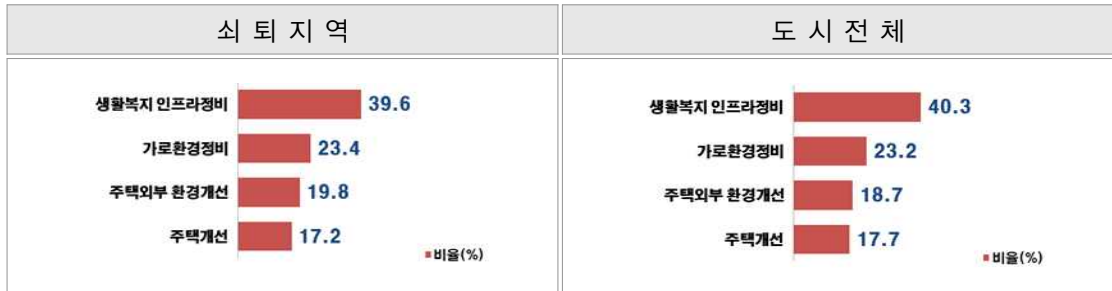 쇠 퇴 지 역
도 시 전 체
생활복지 인프라정비 39.6
가로환경정비 23.4
주택외부 환경개선 19.8
주택개선 17.2
비율(%)
생활복지 인프라정비 40.3
가로환경정비 23.2
주택외부 환경개선 18.7
주택개선 17.7
비율(%)